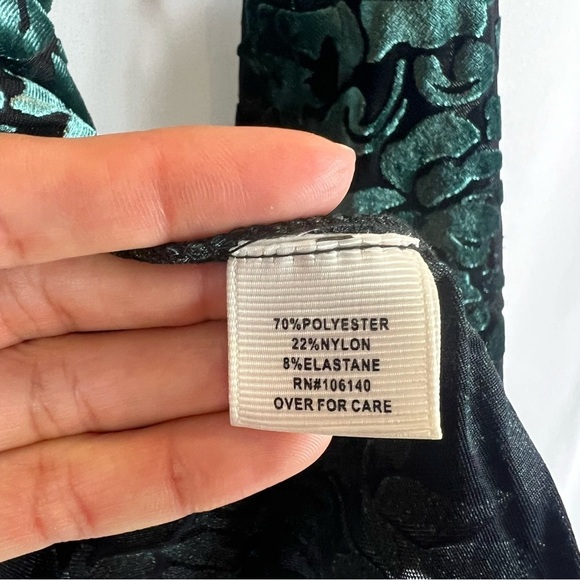 70%POLYESTER
22%NYLON
8%ELASTANE
RN#106140
OVER FOR CARE